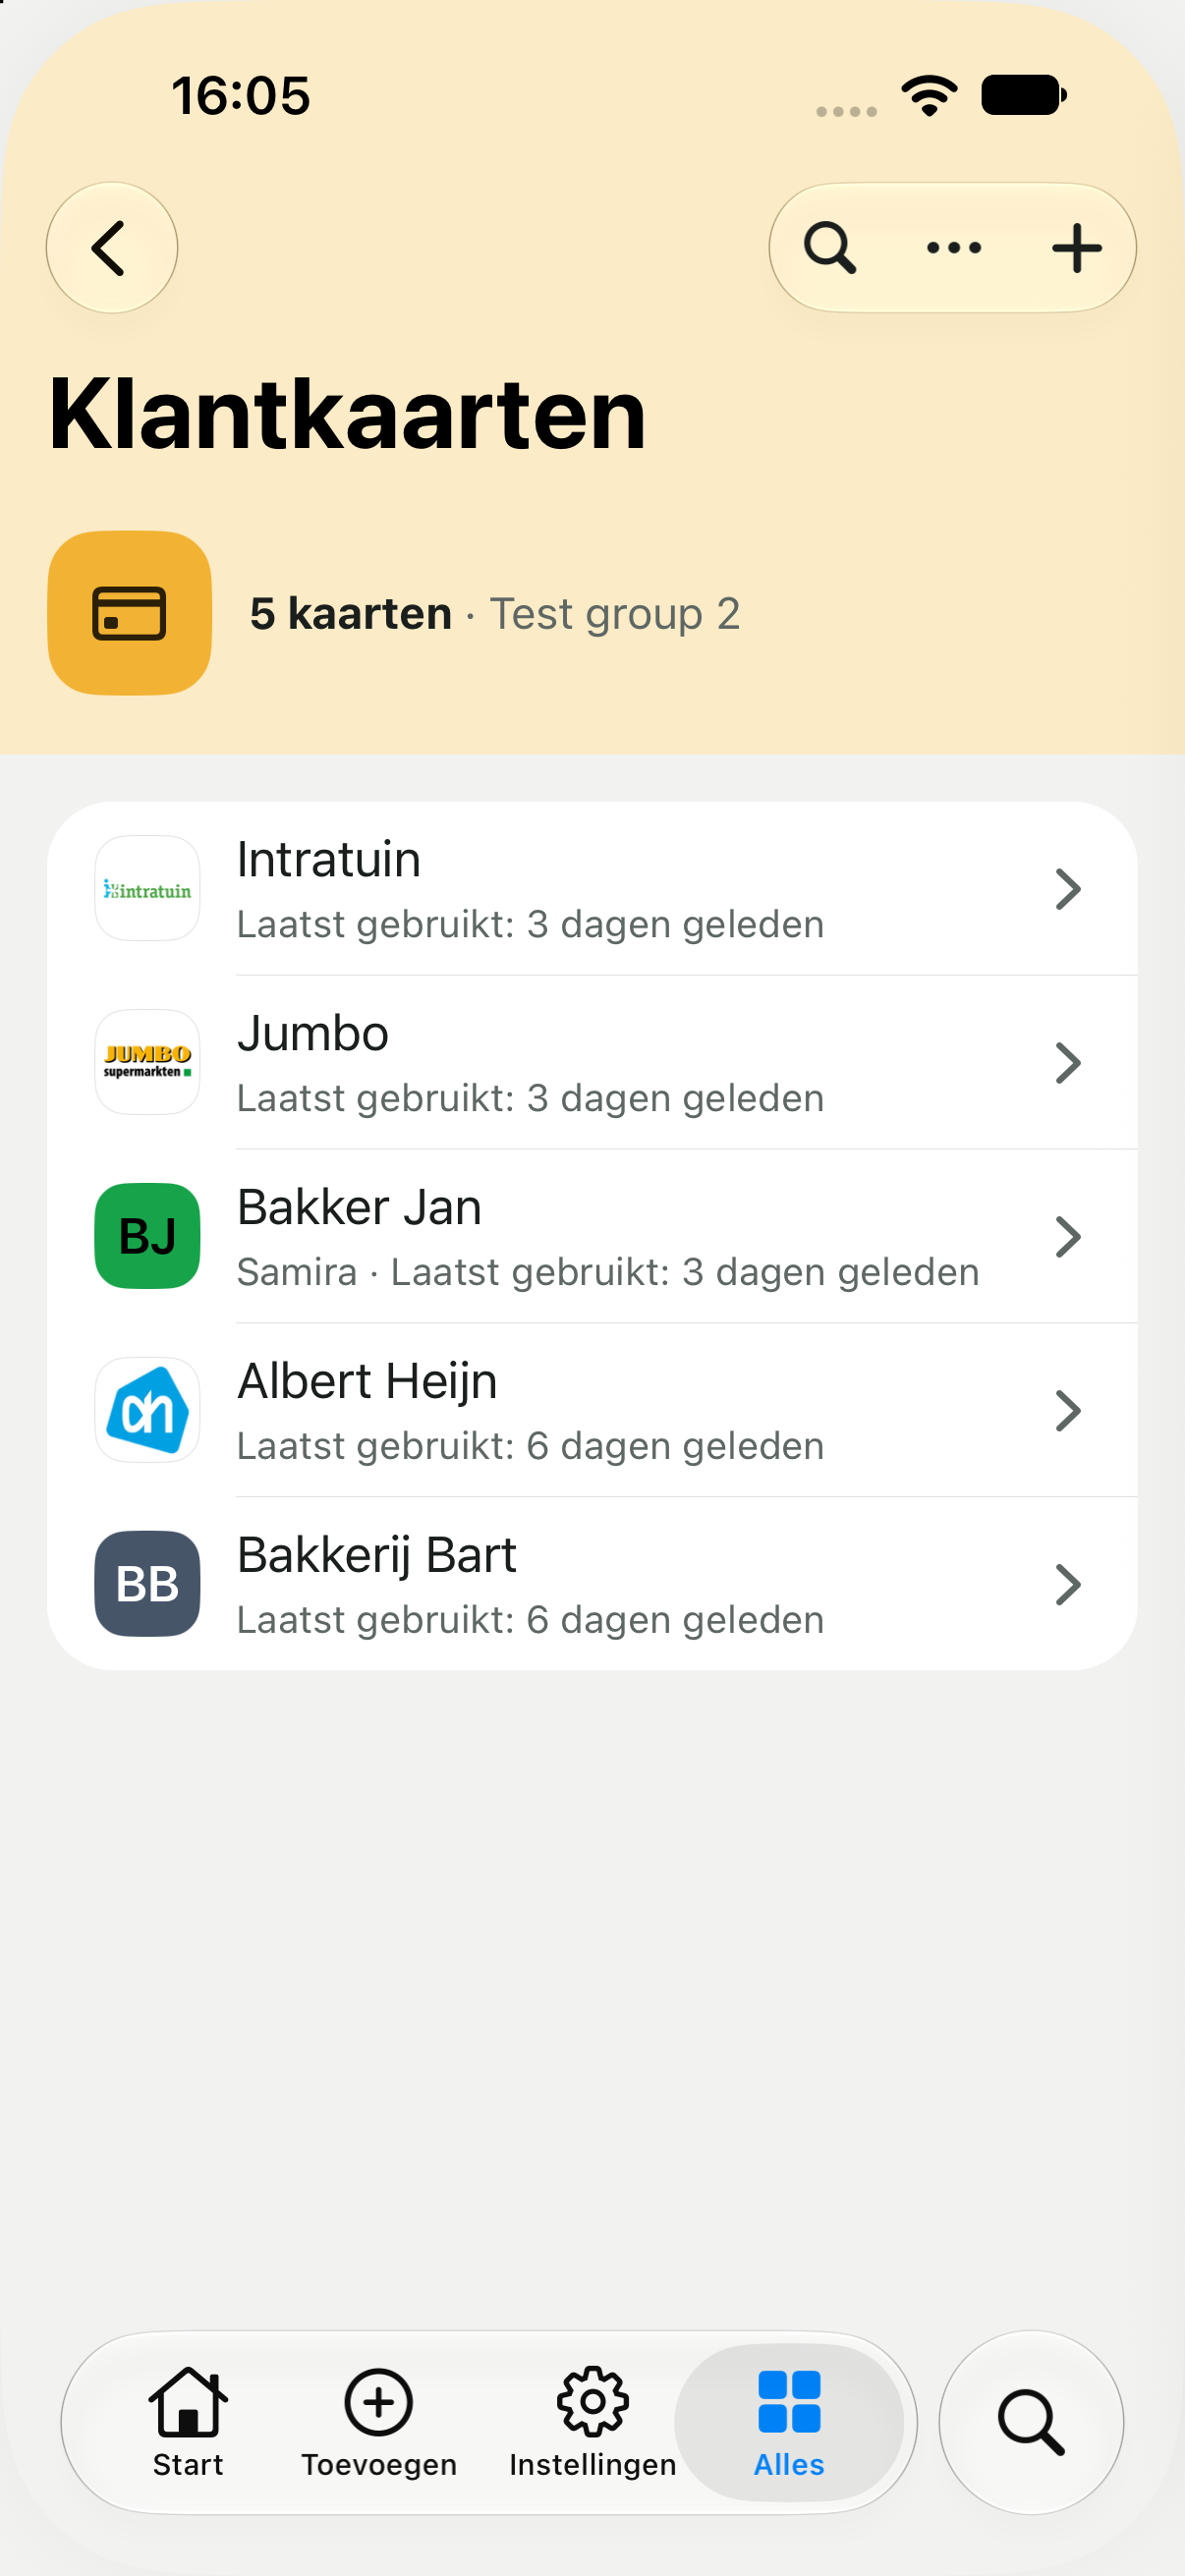 16:05
Klantkaarten
5 kaarten · Test group 2
intratuin
Intratuin
Laatst gebruikt: 3 dagen geleden
JUMBO
supermarkten
Jumbo
Laatst gebruikt: 3 dagen geleden
BJ
Bakker Jan
Samira · Laatst gebruikt: 3 dagen geleden
ah
Albert Heijn
Laatst gebruikt: 6 dagen geleden
BB
Bakkerij Bart
Laatst gebruikt: 6 dagen geleden
Start
Toevoegen
Instellingen
Alles